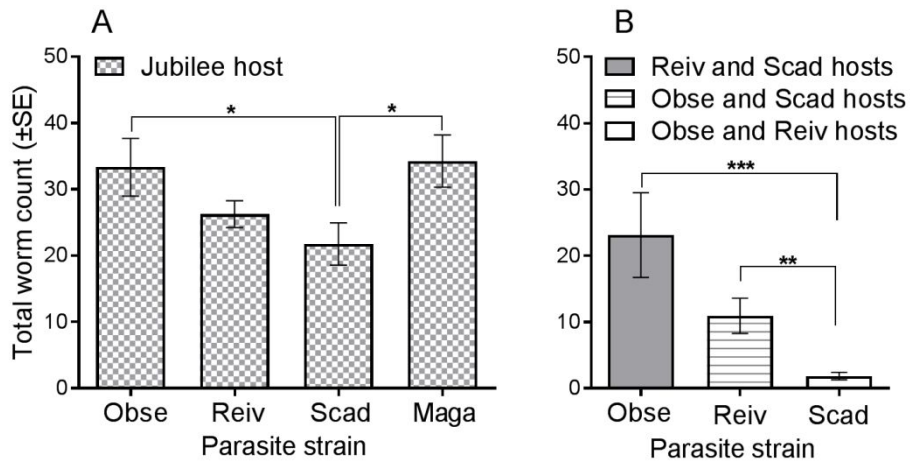 A
Total worm count (±SE)
50
40
30
20
10
0
Jubilee host
*
*
Obse Reiv Scad Maga
Parasite strain
B
50
40
30
20
10
0
Reiv and Scad hosts
Obse and Scad hosts
Obse and Reiv hosts
***
**
Obse Reiv Scad
Parasite strain